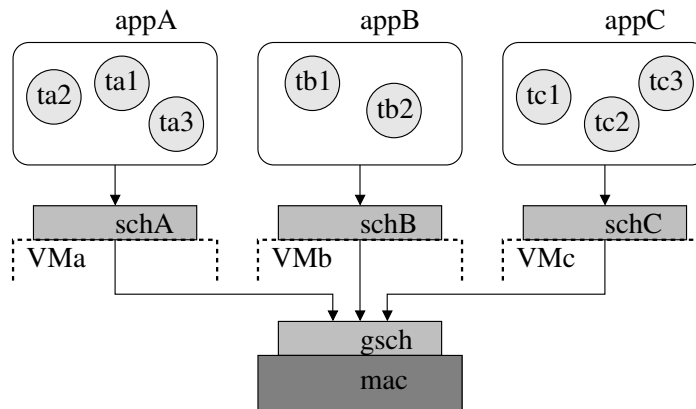 appA appB appC
ta2 ta1 ta3 tb1 tb2 tc1 tc2 tc3
schA schB schC
VMa VMb VMc
gsch
mac